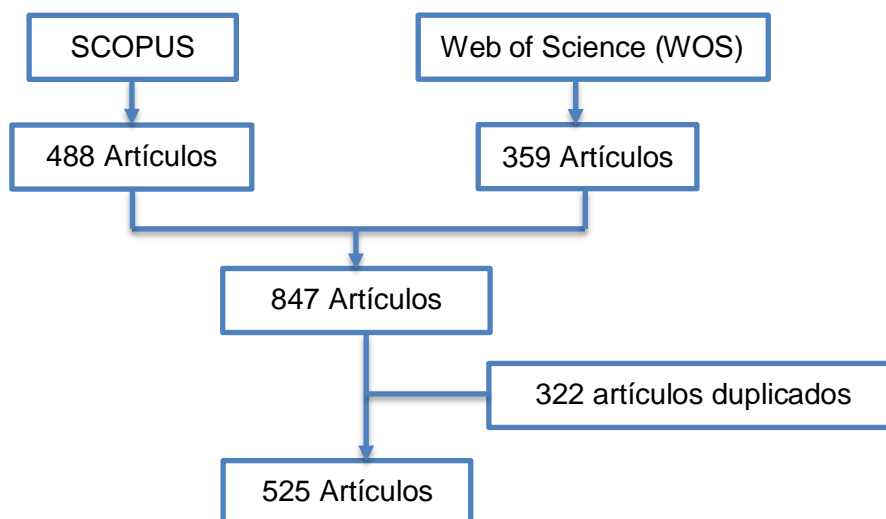 SCOPUS
Web of Science (WOS)
488 Artículos
359 Artículos
847 Artículos
322 artículos duplicados
525 Artículos